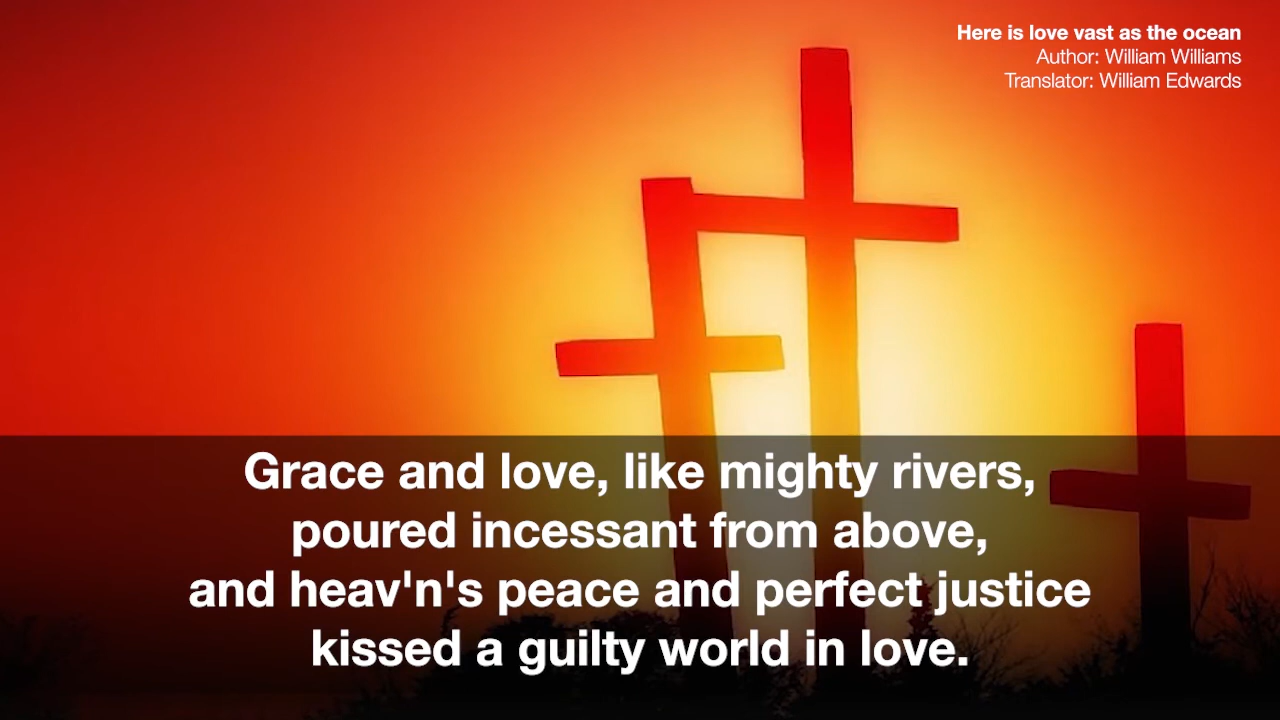 Here is love vast as the ocean
Author: William Williams
Translator: William Edwards
Grace and love, like mighty rivers,
poured incessant from above,
and heav'n's peace and perfect justice
kissed a guilty world in love.